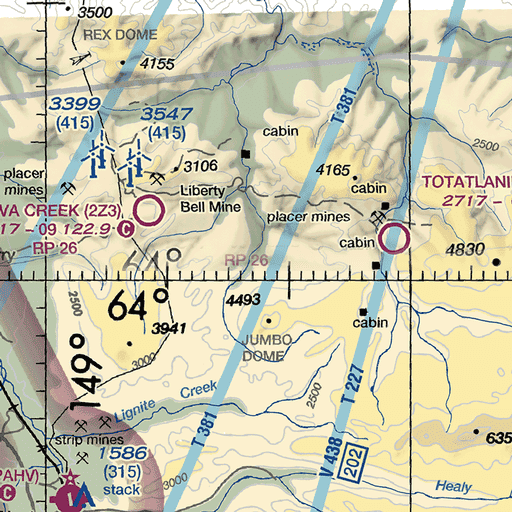 3500
REX DOME
4155
3399
(415)
3547
(415)
T 381
cabin
2500
3106
4165
placer
mines
Liberty
Bell Mine
cabin
TOTATLANI
2717 -
VA CREEK (2Z3)
17 - 09 122.9 C
RP 26
placer mines
cabin
4830
64°
RP 26
64°
149°
2500
4493
3941
3000
JUMBO
DOME
cabin
T 227
2500
Lignite Creek
T 381
strip mines
1586
(315)
stack
PAHV)
C
1
3000
V 438
202
635
Healy